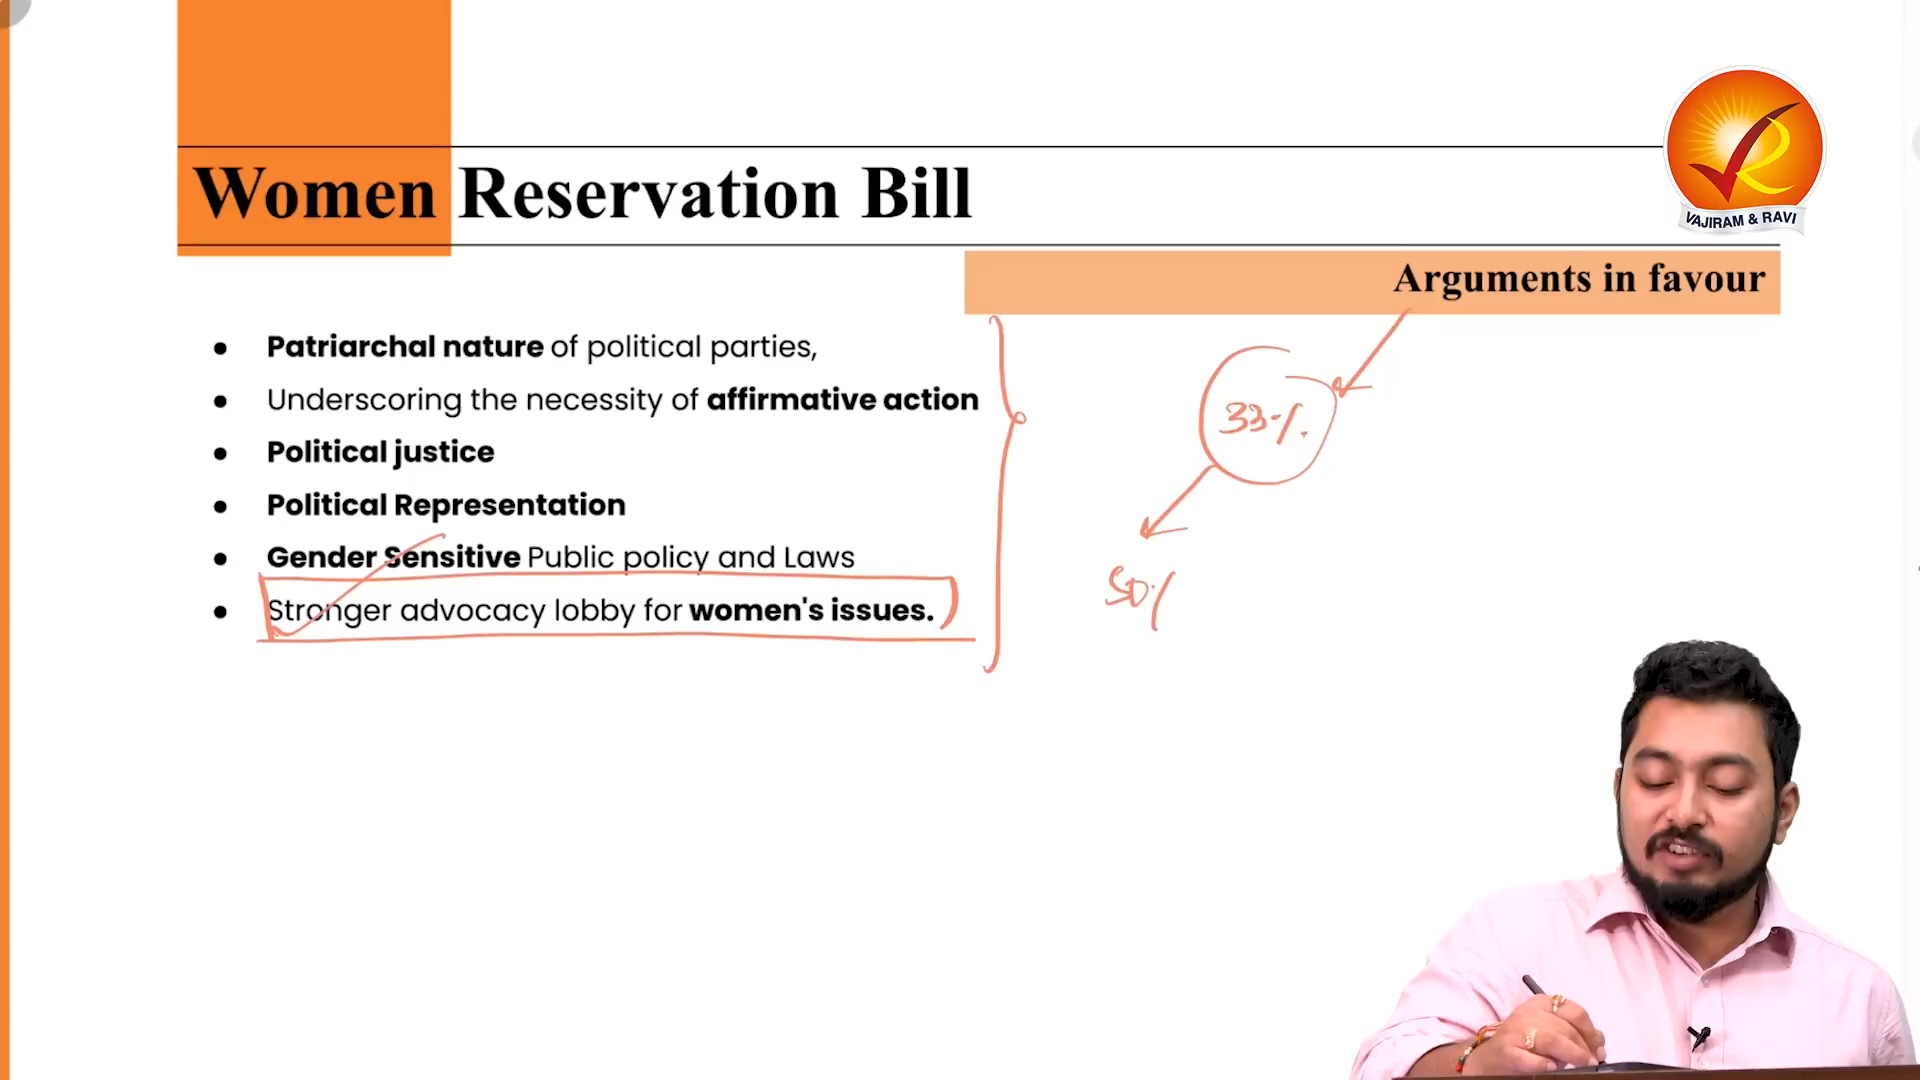 VAJIRAM & RAVI
Women Reservation Bill
Arguments in favour
● Patriarchal nature of political parties,
● Underscoring the necessity of affirmative action
● Political justice
● Political Representation
● Gender Sensitive Public policy and Laws
● Stronger advocacy lobby for women's issues.
33%.
50%